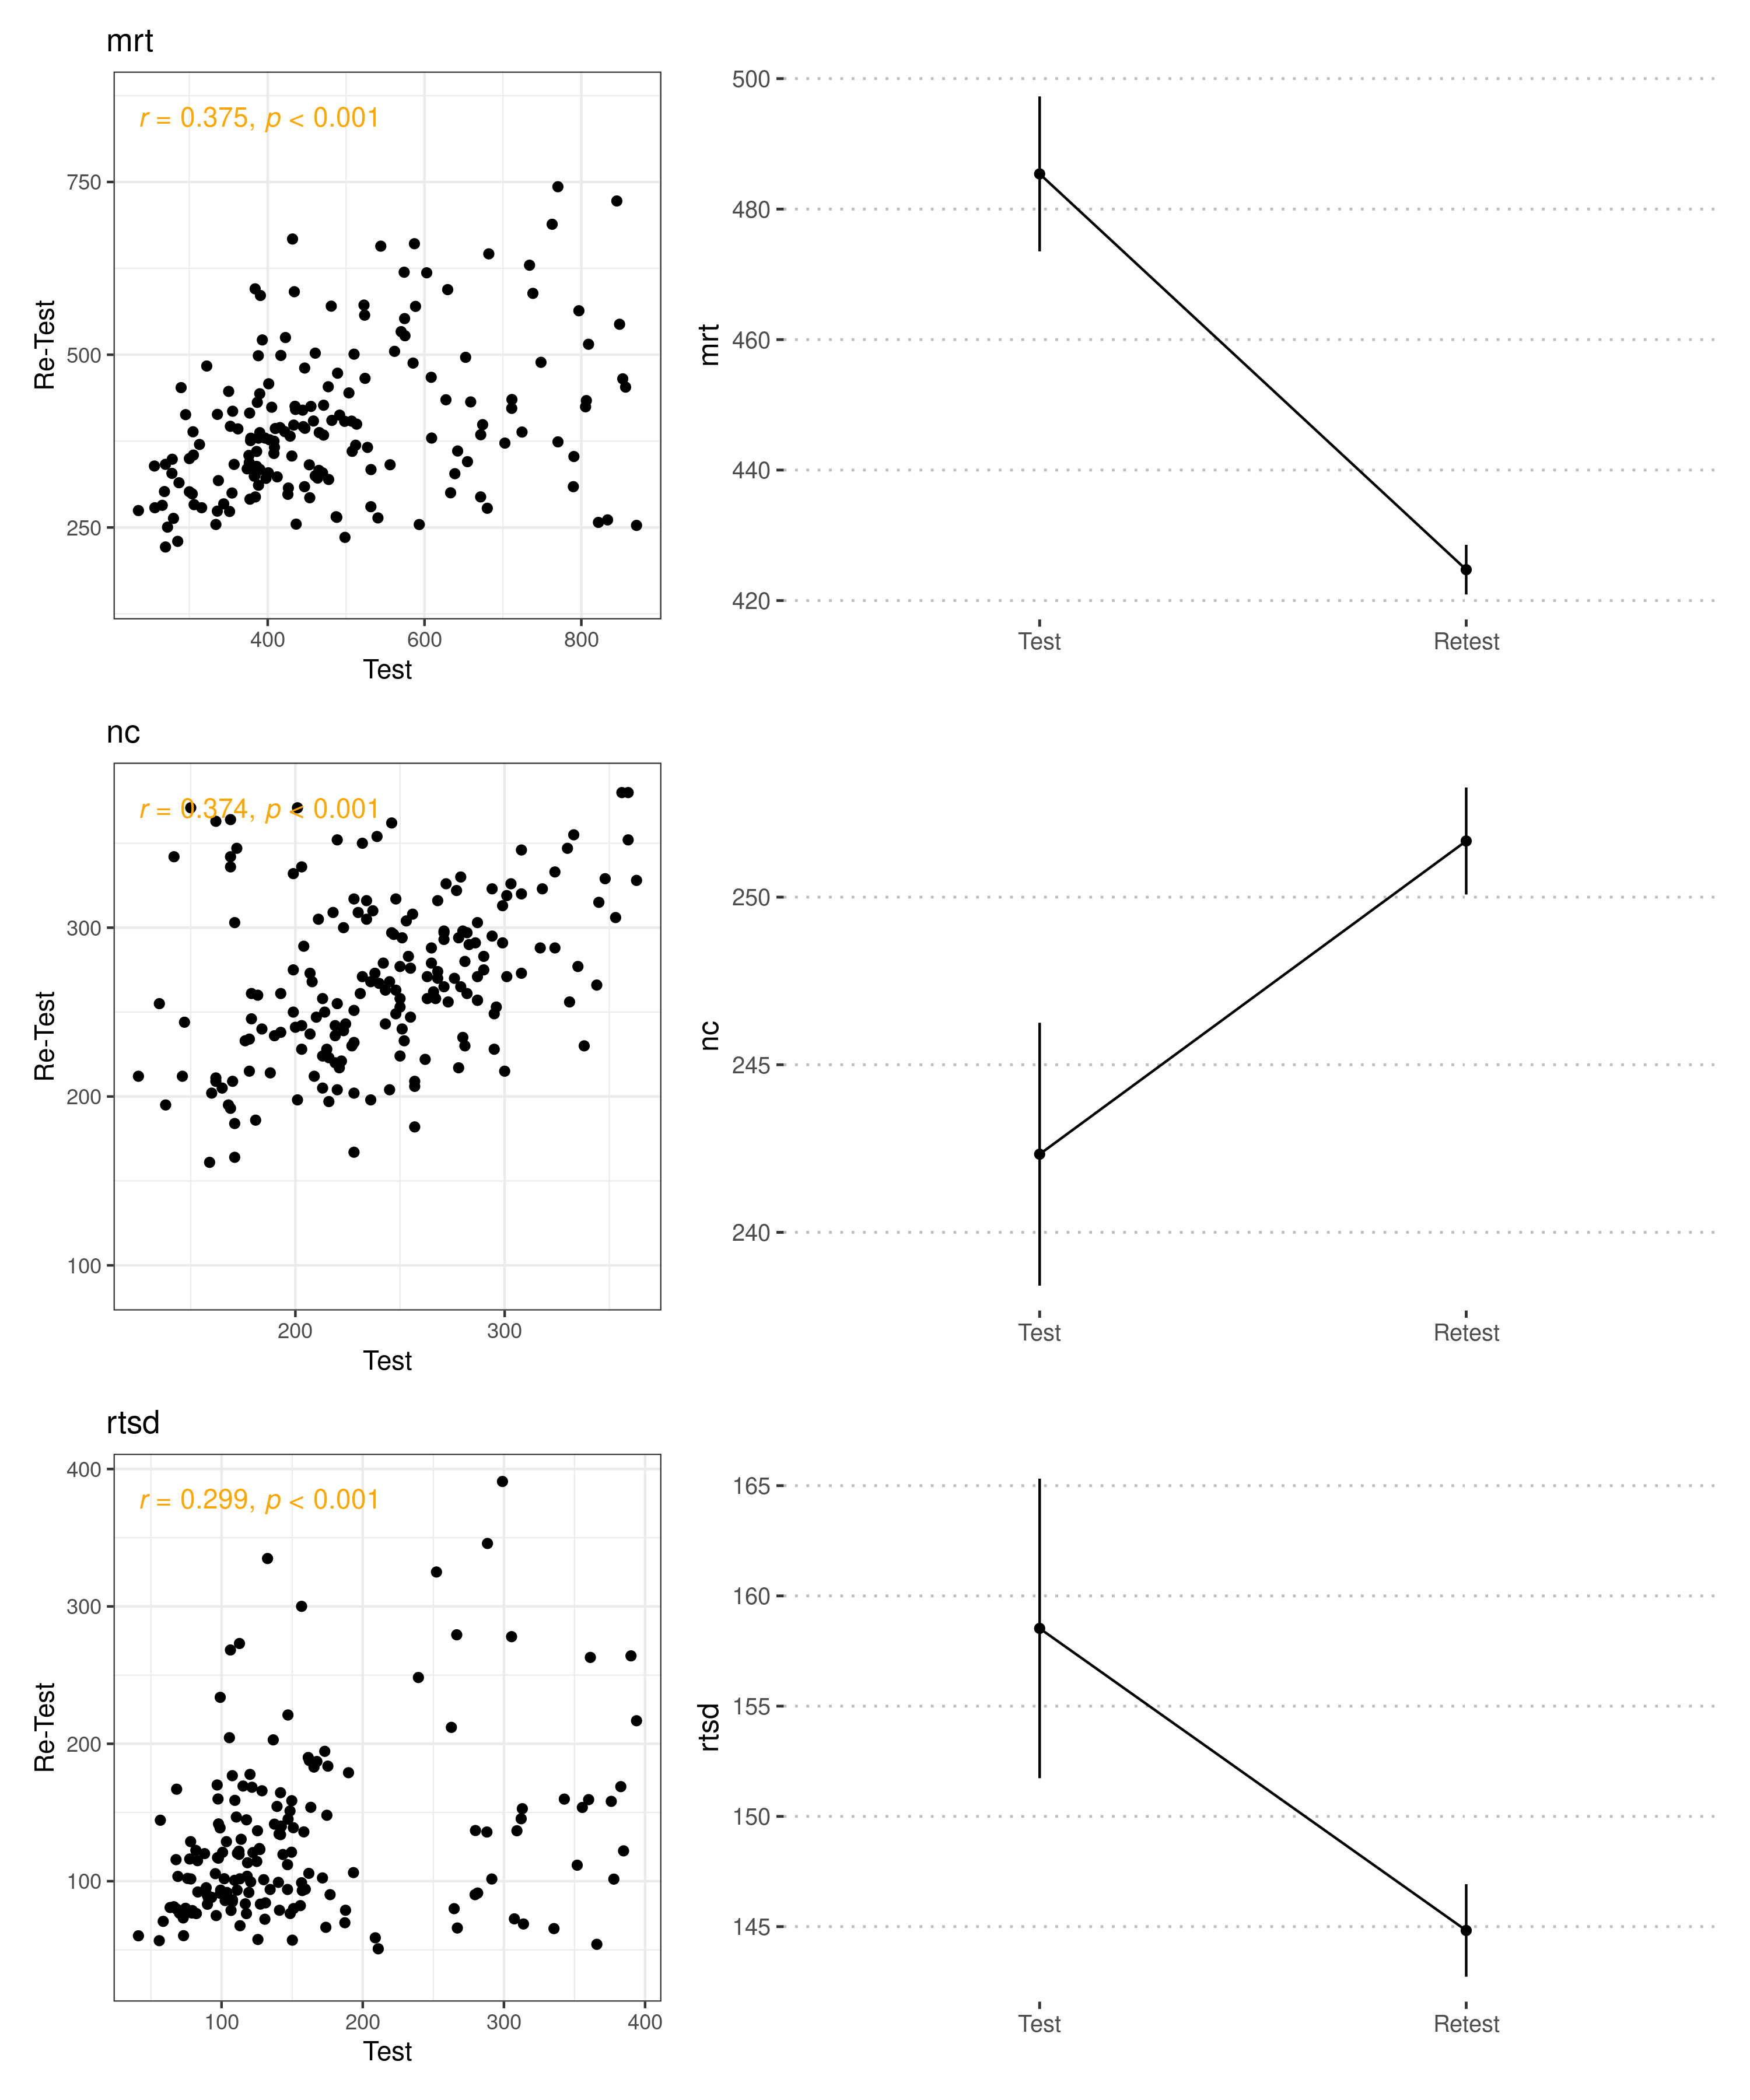 mrt
r = 0.375, p < 0.001
750
500
250
Re-Test
400 600 800
Test
500
480
460
440
420
mrt
Test Retest
nc
r = 0.374, p < 0.001
300
200
100
Re-Test
200 300
Test
250
245
240
nc
Test Retest
rtsd
r = 0.299, p < 0.001
400
300
200
100
Re-Test
100 200 300 400
Test
165
160
155
150
145
rtsd
Test Retest